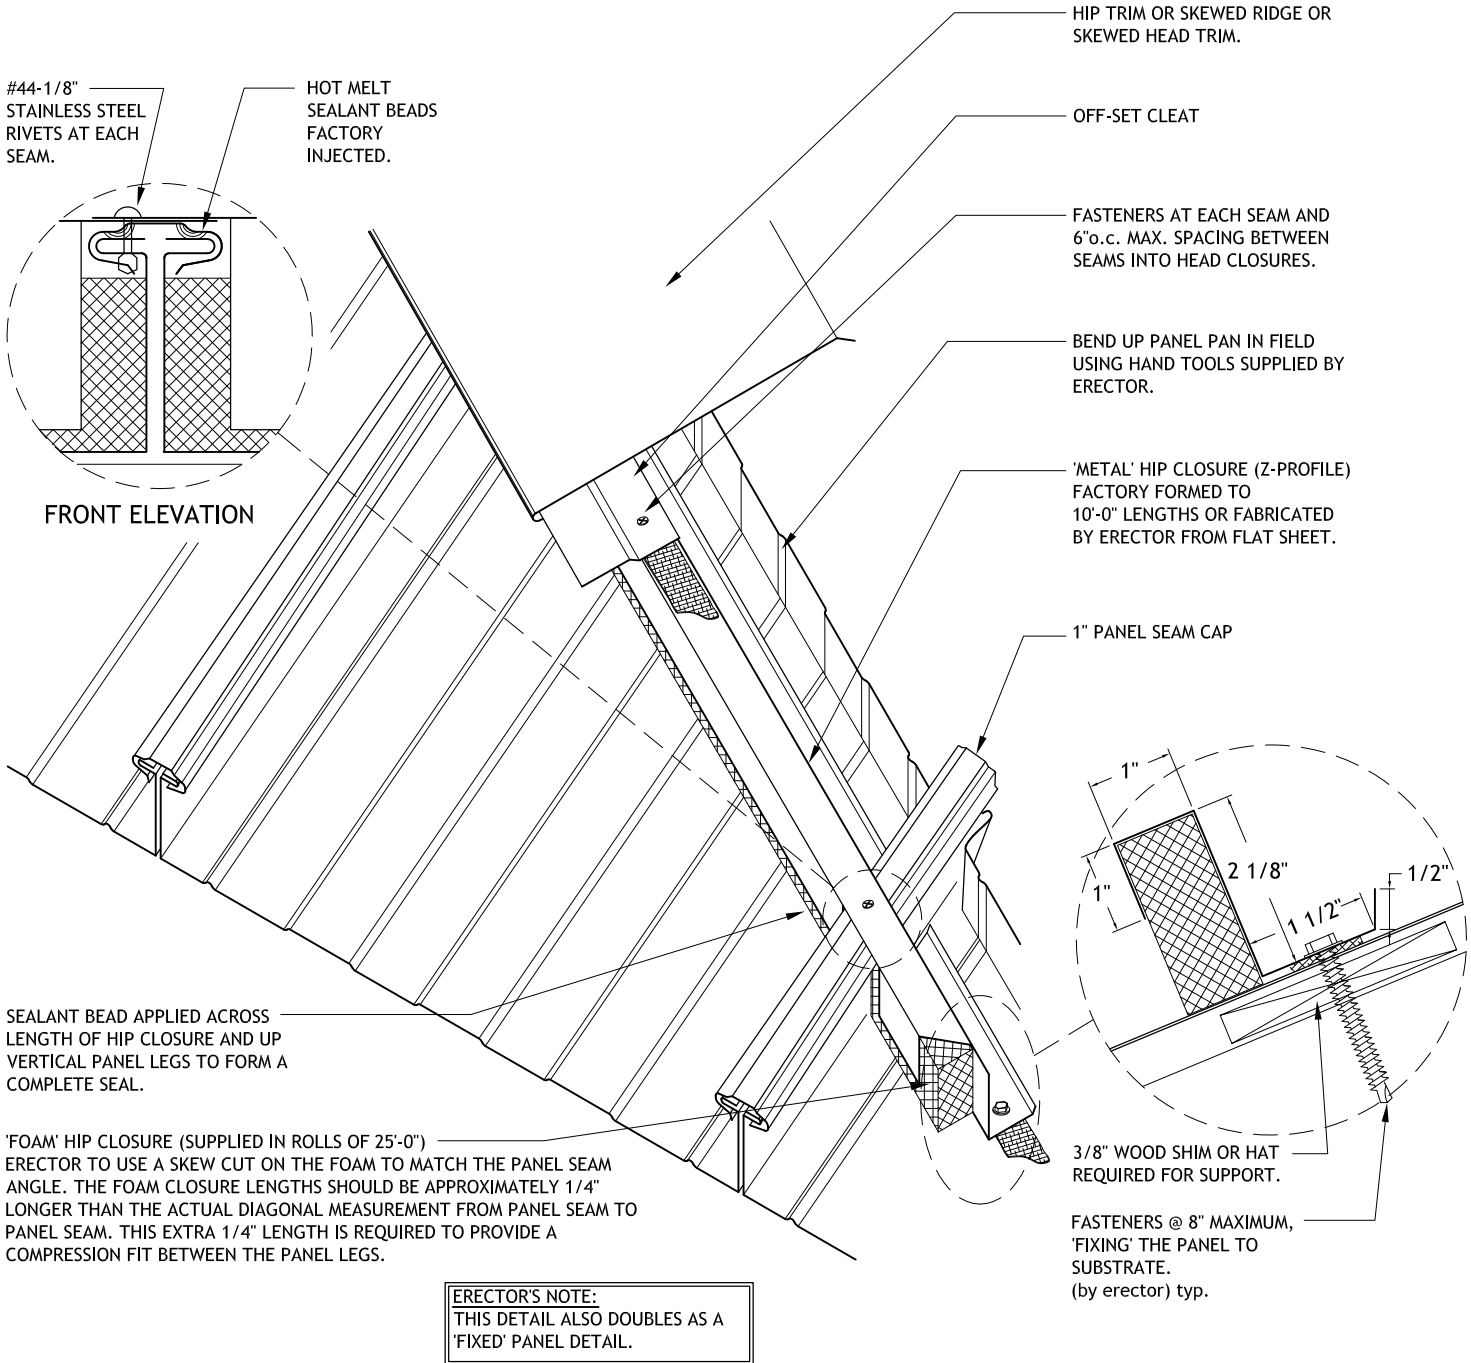 HIP TRIM OR SKEWED RIDGE OR
SKEWED HEAD TRIM.
#44-1/8"
STAINLESS STEEL
RIVETS AT EACH
SEAM.
HOT MELT
SEALANT BEADS
FACTORY
INJECTED.
OFF-SET CLEAT
FASTENERS AT EACH SEAM AND
6"o.c. MAX. SPACING BETWEEN
SEAMS INTO HEAD CLOSURES.
BEND UP PANEL PAN IN FIELD
USING HAND TOOLS SUPPLIED BY
ERECTOR.
'METAL' HIP CLOSURE (Z-PROFILE)
FACTORY FORMED TO
10'-0" LENGTHS OR FABRICATED
BY ERECTOR FROM FLAT SHEET.
FRONT ELEVATION
1" PANEL SEAM CAP
1"
2 1/8"
1"
1 1/2"
1/2"
SEALANT BEAD APPLIED ACROSS
LENGTH OF HIP CLOSURE AND UP
VERTICAL PANEL LEGS TO FORM A
COMPLETE SEAL.
'FOAM' HIP CLOSURE (SUPPLIED IN ROLLS OF 25'-0")
ERECTOR TO USE A SKEW CUT ON THE FOAM TO MATCH THE PANEL SEAM
ANGLE. THE FOAM CLOSURE LENGTHS SHOULD BE APPROXIMATELY 1/4"
LONGER THAN THE ACTUAL DIAGONAL MEASUREMENT FROM PANEL SEAM TO
PANEL SEAM. THIS EXTRA 1/4" LENGTH IS REQUIRED TO PROVIDE A
COMPRESSION FIT BETWEEN THE PANEL LEGS.
3/8" WOOD SHIM OR HAT
REQUIRED FOR SUPPORT.
FASTENERS @ 8" MAXIMUM,
'FIXING' THE PANEL TO
SUBSTRATE.
(by erector) typ.
ERECTOR'S NOTE:
THIS DETAIL ALSO DOUBLES AS A
'FIXED' PANEL DETAIL.